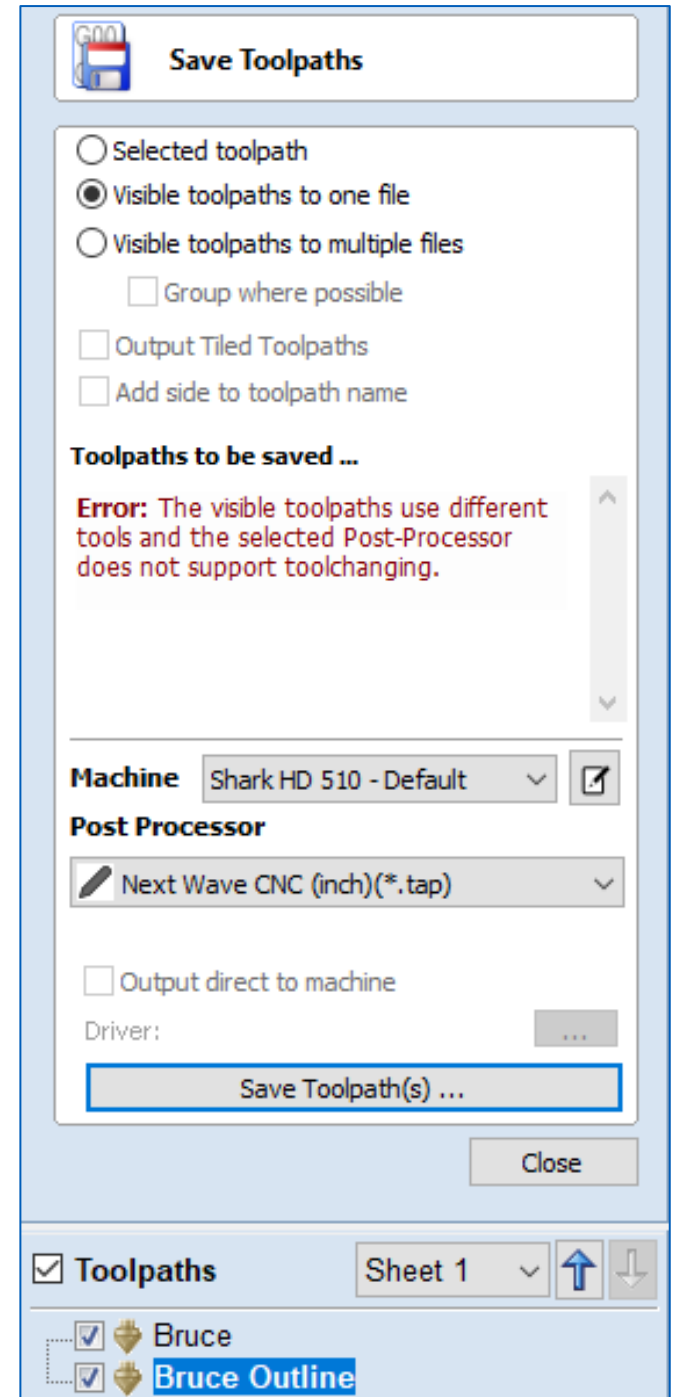 G00
Save Toolpaths
Selected toolpath
Visible toolpaths to one file
Visible toolpaths to multiple files
Group where possible
Output Tiled Toolpaths
Add side to toolpath name
Toolpaths to be saved ...
Error: The visible toolpaths use different
tools and the selected Post-Processor
does not support toolchanging.
Machine Shark HD 510 - Default
Post Processor
Next Wave CNC (inch)(*.tap)
Output direct to machine
Driver: ...
Save Toolpath(s) ...
Close
Toolpaths Sheet 1
Bruce
Bruce Outline